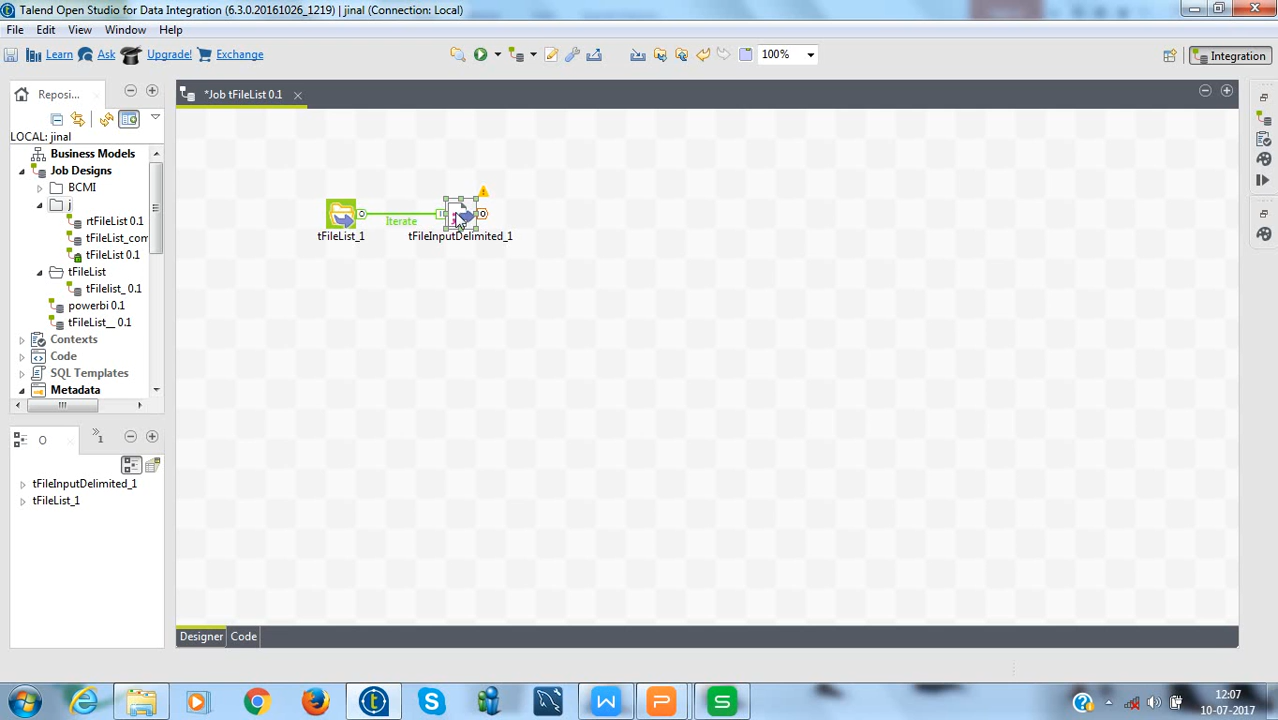 Talend Open Studio for Data Integration (6.3.0.20161026_1219) | jinal (Connection: Local)
File Edit View Window Help
Learn Ask Upgrade! Exchange 100% Integration
Reposi... *Job tFileList 0.1
LOCAL: jinal
Business Models
Job Designs
BCMI
j
rtFileList 0.1
tFileList_com
tFileList 0.1
tFileList
tFilelist_ 0.1
powerbi 0.1
tFileList__ 0.1
Contexts
Code
SQL Templates
Metadata
Iterate
tFileList_1 tFileInputDelimited_1
O
tFileInputDelimited_1
tFileList_1
Designer Code
12:07
10-07-2017